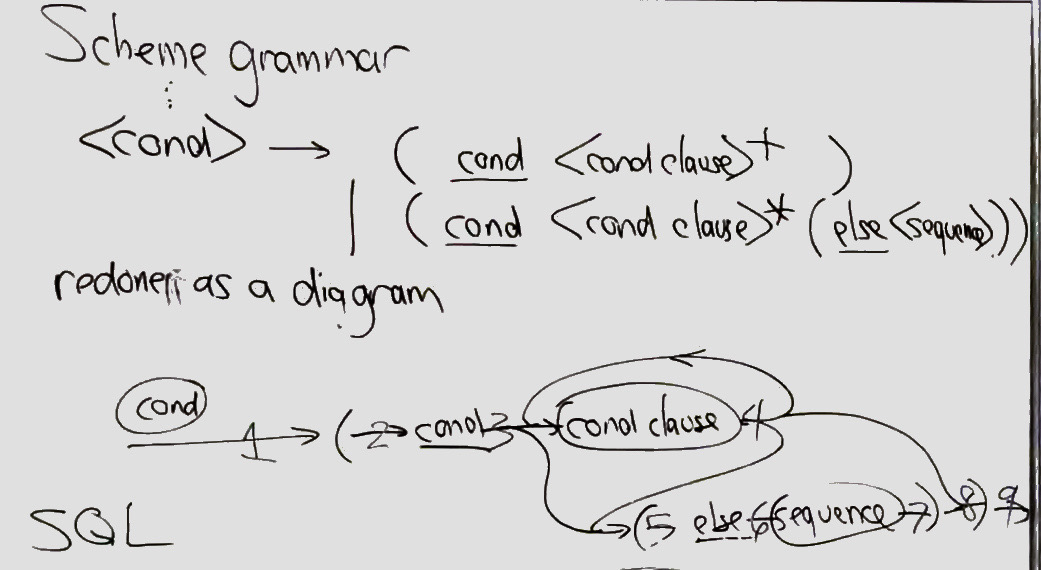 Scheme grammar
⋮
<cond> → ( cond <cond clause>+ )
| ( cond <cond clause>* (else <sequence>))
redone as a diagram
cond
1 ( 2 cond 3 cond clause 4
(5 else 6 sequence 7) 8) 9
SQL